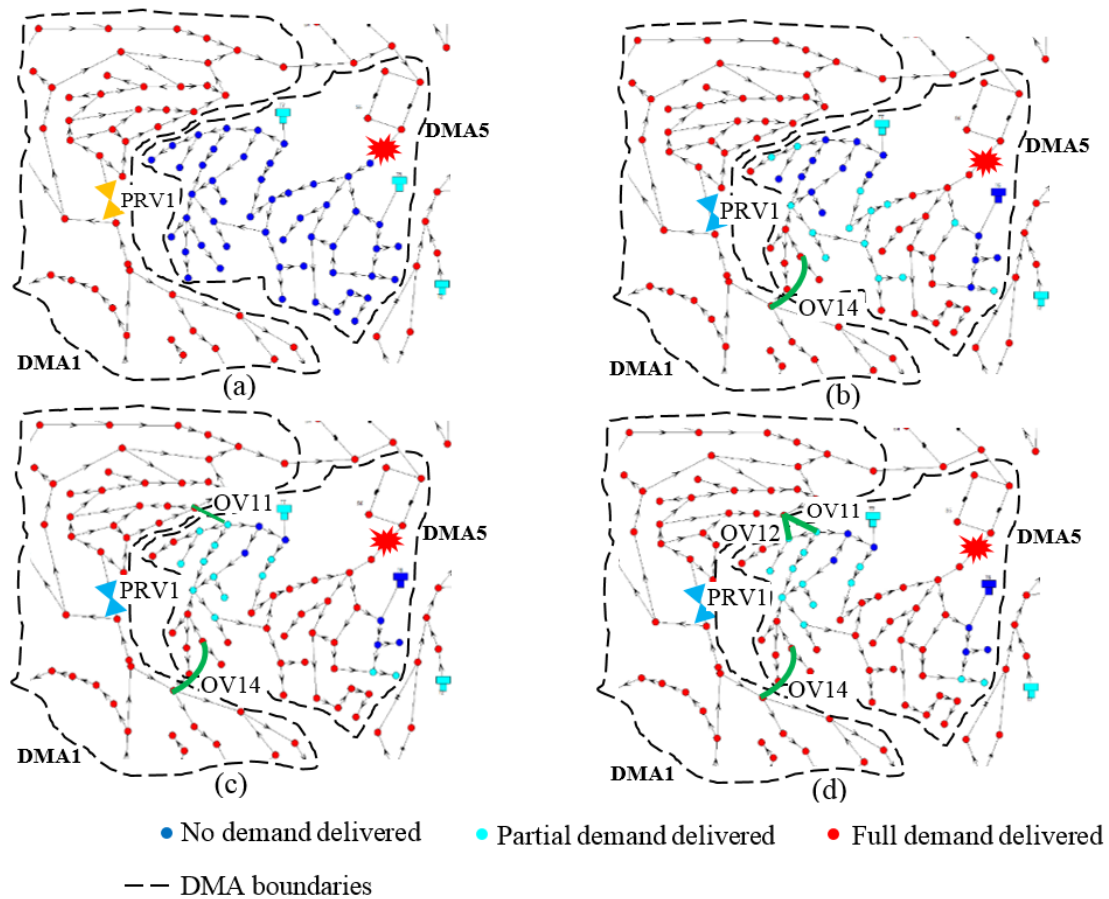 DMA5
PRV1
DMA1
(a)
DMA5
PRV1
OV14
DMA1
(b)
OV11
DMA5
PRV1
OV14
DMA1
(c)
OV11
OV12
DMA5
PRV1
OV14
DMA1
(d)
No demand delivered
Partial demand delivered
Full demand delivered
DMA boundaries